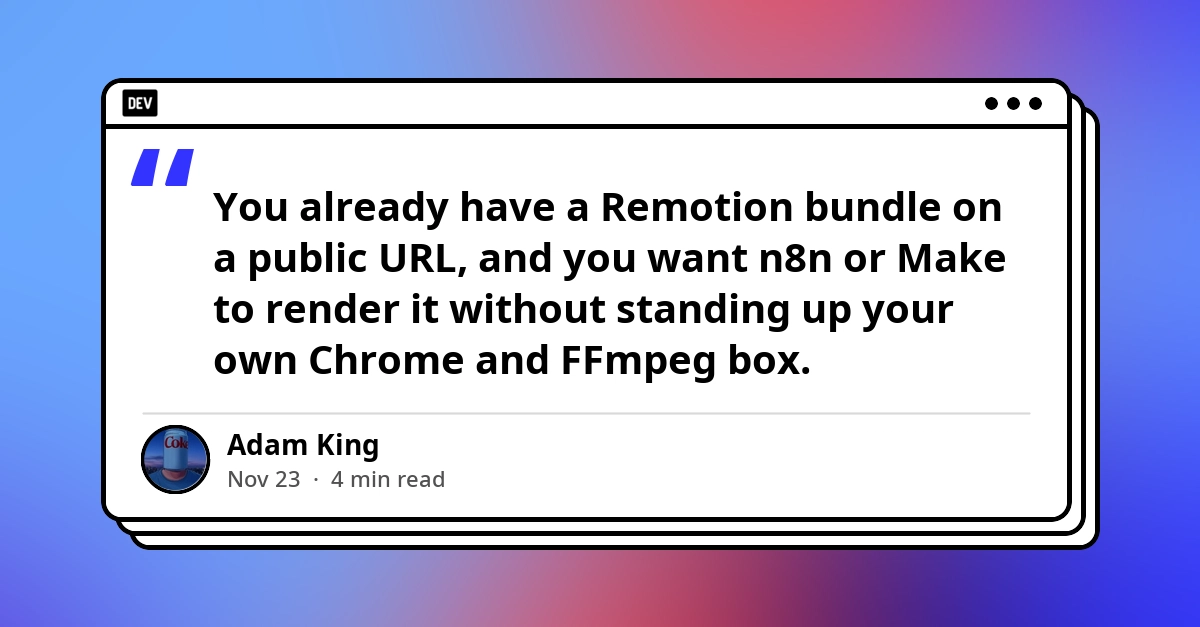 DEV
You already have a Remotion bundle on
a public URL, and you want n8n or Make
to render it without standing up your
own Chrome and FFmpeg box.
Adam King
Nov 23 · 4 min read